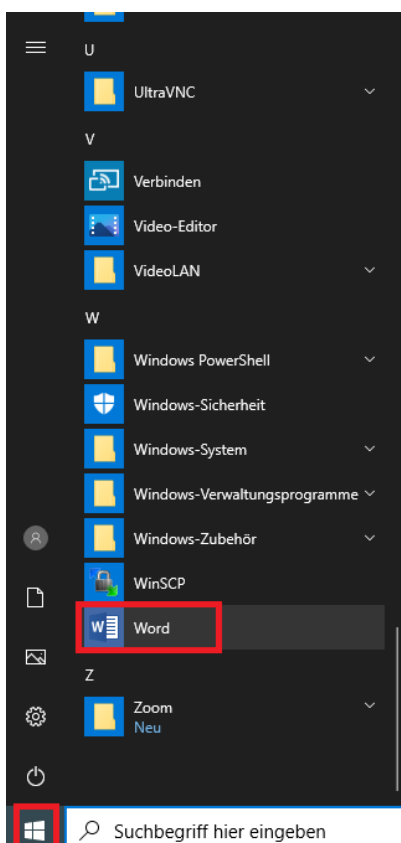 U
UltraVNC
V
Verbinden
Video-Editor
VideoLAN
W
Windows PowerShell
Windows-Sicherheit
Windows-System
Windows-Verwaltungsprogramme
Windows-Zubehör
WinSCP
Word
Z
Zoom
Neu
Suchbegriff hier eingeben